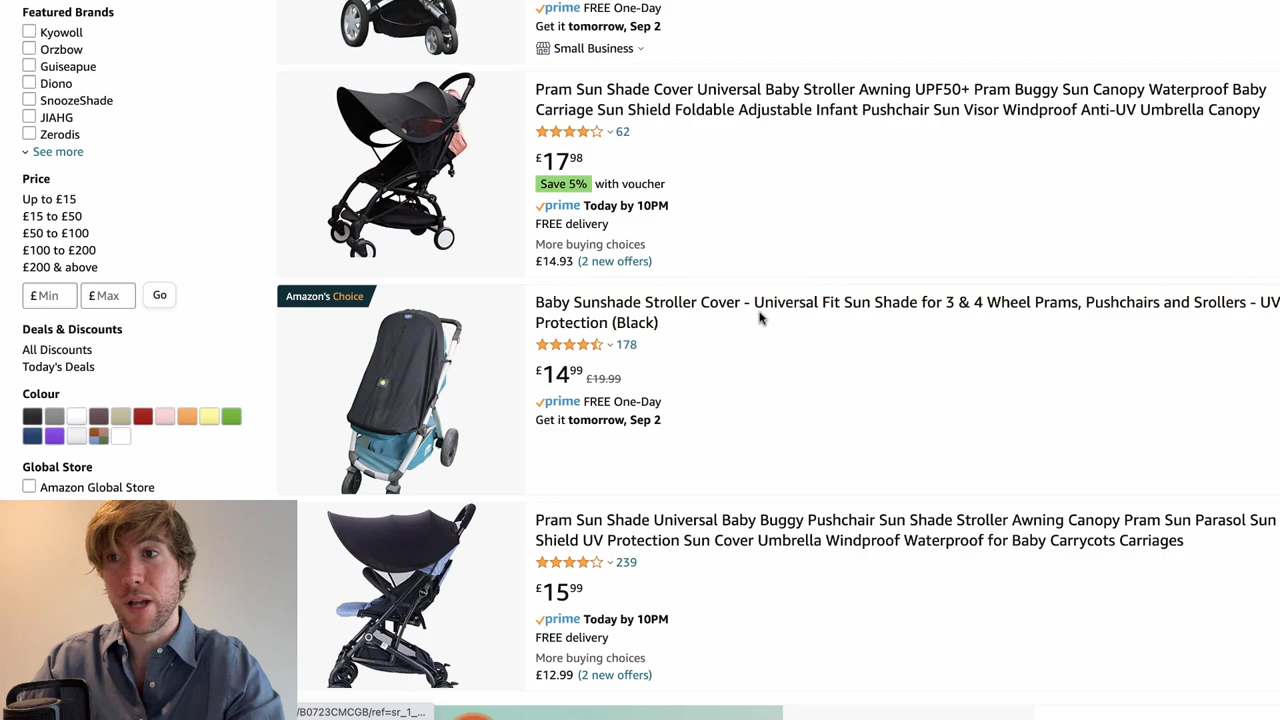 Featured Brands
Kyowoll
Orzbow
Guiseapue
Diono
SnoozeShade
JIAHG
Zerodis
See more
Price
Up to £15
£15 to £50
£50 to £100
£100 to £200
£200 & above
£ Min £ Max Go
Deals & Discounts
All Discounts
Today's Deals
Colour
Global Store
Amazon Global Store
prime FREE One-Day
Get it tomorrow, Sep 2
Small Business
Pram Sun Shade Cover Universal Baby Stroller Awning UPF50+ Pram Buggy Sun Canopy Waterproof Baby
Carriage Sun Shield Foldable Adjustable Infant Pushchair Sun Visor Windproof Anti-UV Umbrella Canopy
62
£17 98
Save 5% with voucher
prime Today by 10PM
FREE delivery
More buying choices
£14.93 (2 new offers)
Amazon's Choice
Baby Sunshade Stroller Cover - Universal Fit Sun Shade for 3 & 4 Wheel Prams, Pushchairs and Srollers - UV
Protection (Black)
178
£14 99 £19.99
prime FREE One-Day
Get it tomorrow, Sep 2
Pram Sun Shade Universal Baby Buggy Pushchair Sun Shade Stroller Awning Canopy Pram Sun Parasol Sun
Shield UV Protection Sun Cover Umbrella Windproof Waterproof for Baby Carrycots Carriages
239
£15 99
prime Today by 10PM
FREE delivery
More buying choices
£12.99 (2 new offers)
/B0723CMCGB/ref=sr_1_...